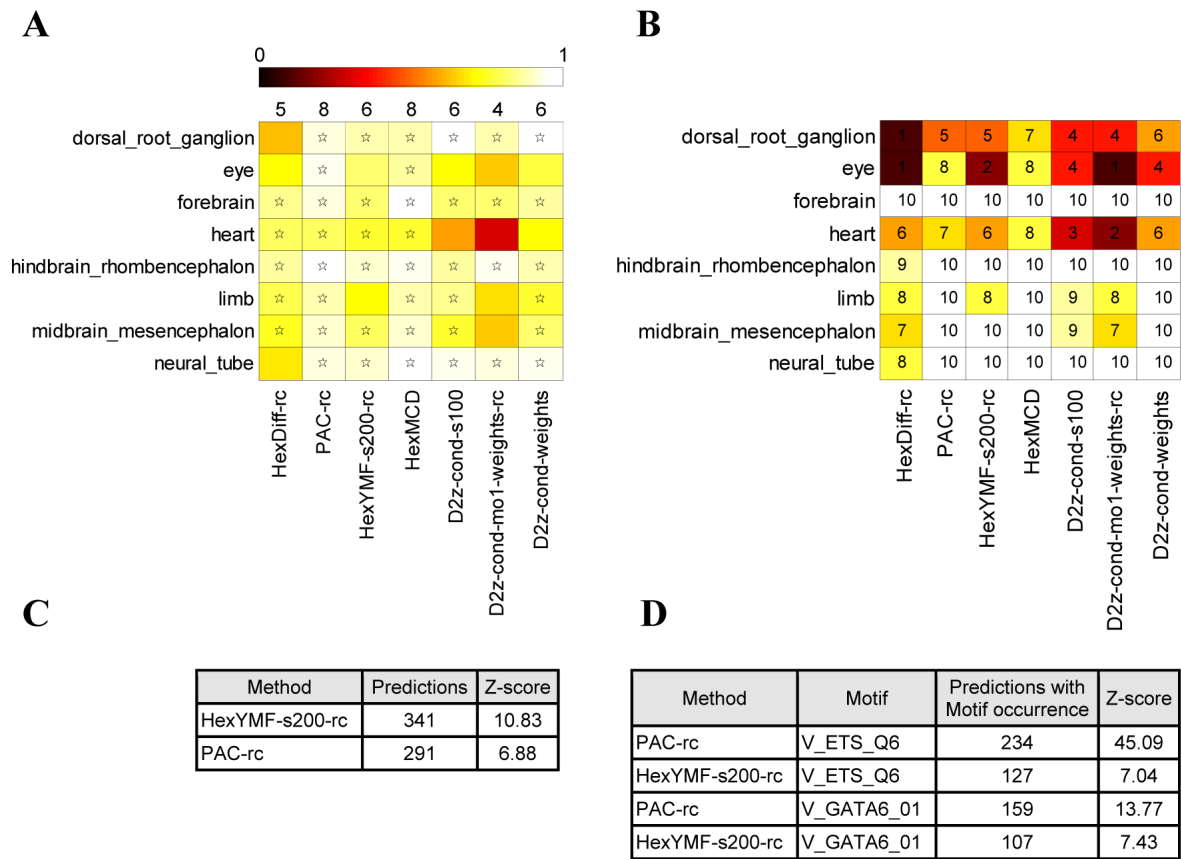 A
0 1
5 8 6 8 6 4 6
dorsal_root_ganglion
eye
forebrain
heart
hindbrain_rhombencephalon
limb
midbrain_mesencephalon
neural_tube
HexDiff-rc
PAC-rc
HexYMF-s200-rc
HexMCD
D2z-cond-s100
D2z-cond-mo1-weights-rc
D2z-cond-weights
B
dorsal_root_ganglion 1 5 5 7 4 4 6
eye 1 8 2 8 4 1 4
forebrain 10 10 10 10 10 10 10
heart 6 7 6 8 3 2 6
hindbrain_rhombencephalon 9 10 10 10 10 10 10
limb 8 10 8 10 9 8 10
midbrain_mesencephalon 7 10 10 10 9 7 10
neural_tube 8 10 10 10 10 10 10
HexDiff-rc
PAC-rc
HexYMF-s200-rc
HexMCD
D2z-cond-s100
D2z-cond-mo1-weights-rc
D2z-cond-weights
C
Method Predictions Z-score
HexYMF-s200-rc 341 10.83
PAC-rc 291 6.88
D
Method Motif Predictions with Motif occurrence Z-score
PAC-rc V_ETS_Q6 234 45.09
HexYMF-s200-rc V_ETS_Q6 127 7.04
PAC-rc V_GATA6_01 159 13.77
HexYMF-s200-rc V_GATA6_01 107 7.43